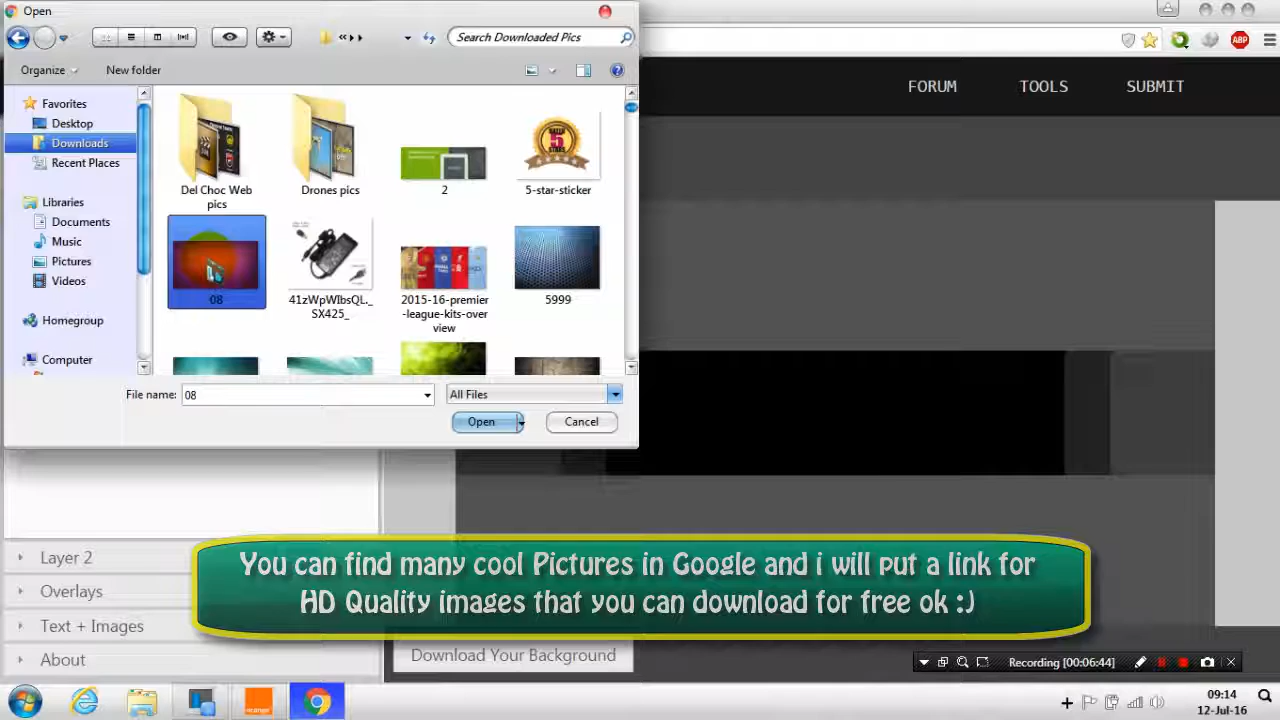 Open
Search Downloaded Pics
ABP
Organize
New folder
FORUM
TOOLS
SUBMIT
Favorites
Desktop
Downloads
Recent Places
Libraries
Documents
Music
Pictures
Videos
Homegroup
Computer
Del Choc Web
pics
Drones pics
2
5-star-sticker
08
41zWpWIbsQL._
SX425_
2015-16-premier
-league-kits-over
view
5999
File name:
08
All Files
Open
Cancel
Layer 2
Overlays
Text + Images
About
You can find many cool Pictures in Google and i will put a link for
HD Quality images that you can download for free ok :)
Download Your Background
Recording [00:06:44]
09:14
12-Jul-16